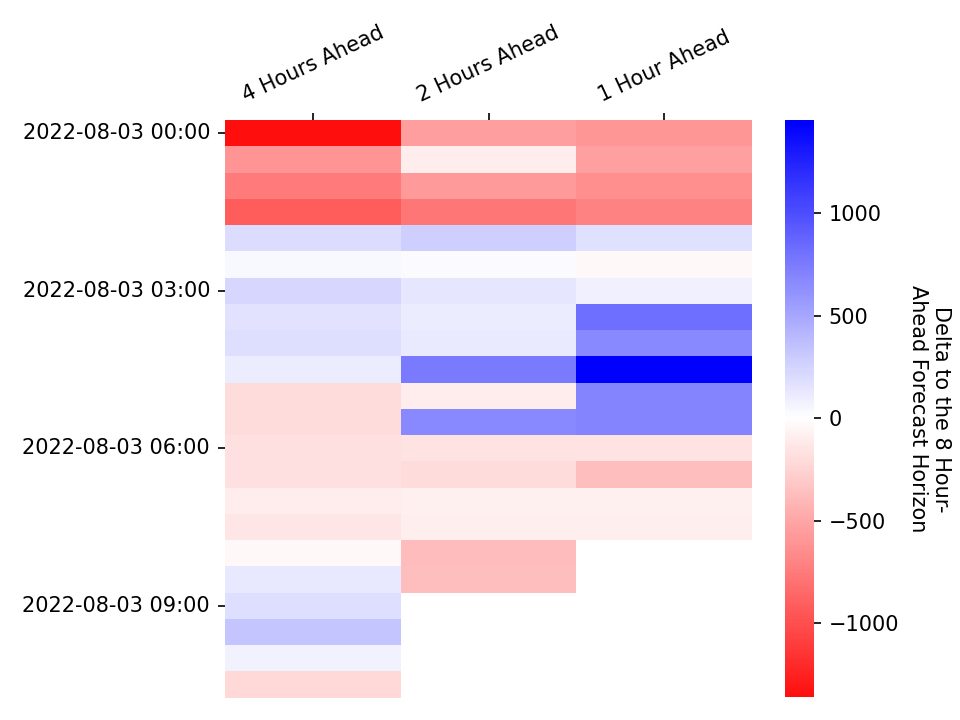 4 Hours Ahead
2 Hours Ahead
1 Hour Ahead
2022-08-03 00:00
2022-08-03 03:00
2022-08-03 06:00
2022-08-03 09:00
1000
500
0
−500
−1000
Delta to the 8 Hour-
Ahead Forecast Horizon